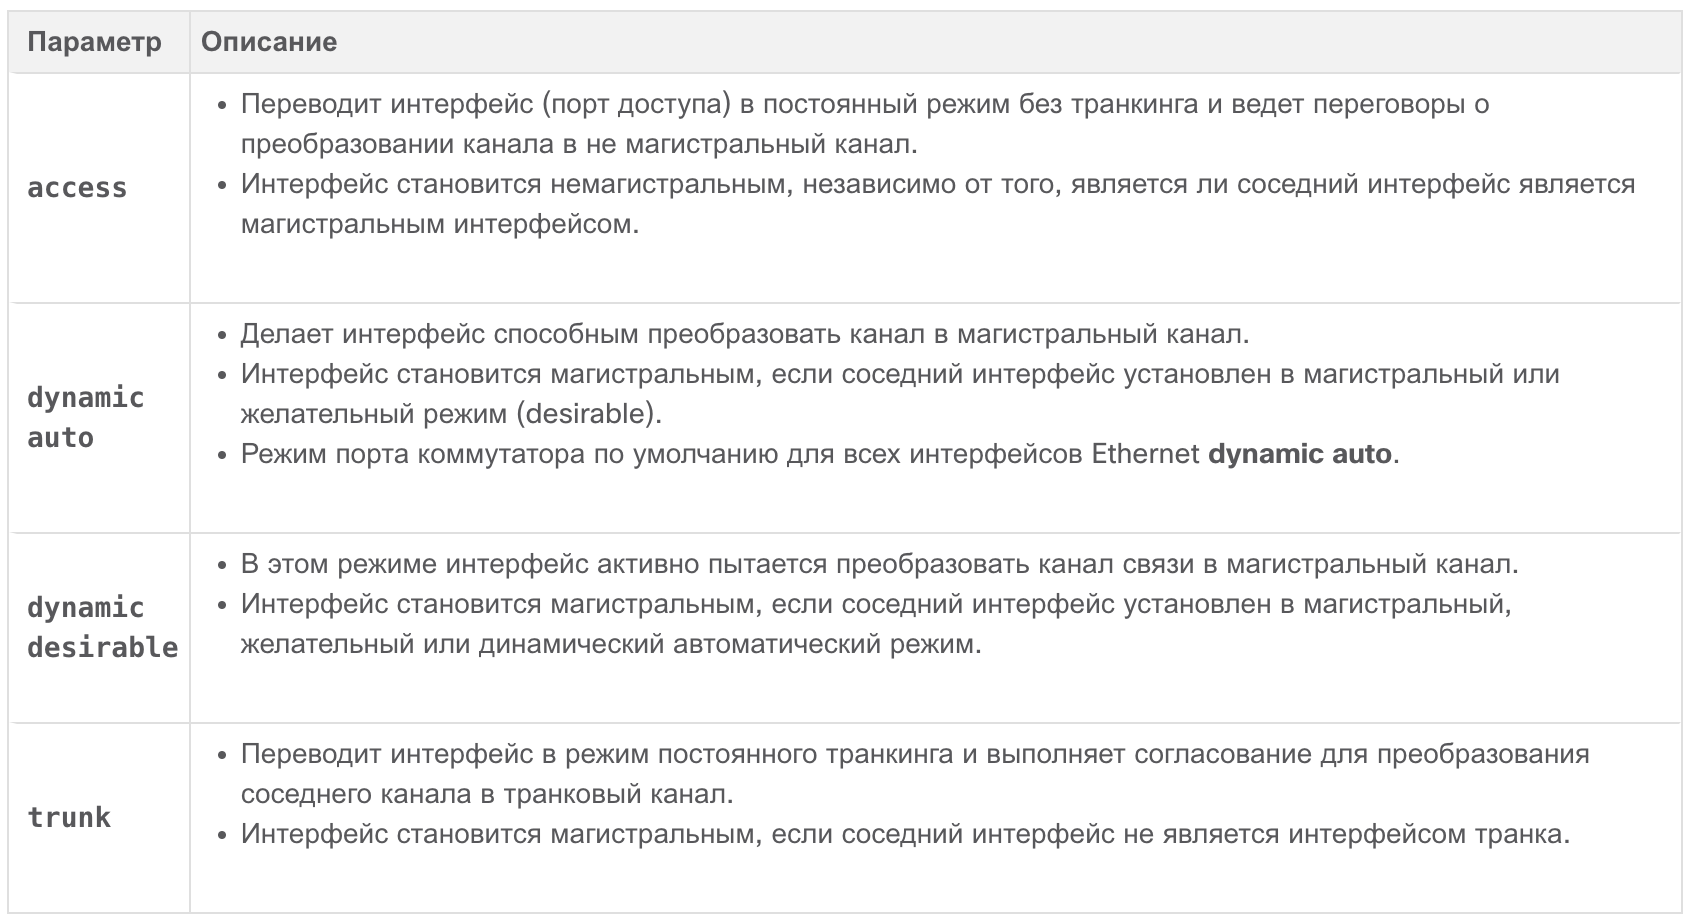 Параметр Описание
• Переводит интерфейс (порт доступа) в постоянный режим без транкинга и ведет переговоры о
преобразовании канала в не магистральный канал.
access
• Интерфейс становится немагистральным, независимо от того, является ли соседний интерфейс является
магистральным интерфейсом.
• Делает интерфейс способным преобразовать канал в магистральный канал.
• Интерфейс становится магистральным, если соседний интерфейс установлен в магистральный или
желательный режим (desirable).
dynamic
auto
• Режим порта коммутатора по умолчанию для всех интерфейсов Ethernet dynamic auto.
• В этом режиме интерфейс активно пытается преобразовать канал связи в магистральный канал.
• Интерфейс становится магистральным, если соседний интерфейс установлен в магистральный,
желательный или динамический автоматический режим.
dynamic
desirable
• Переводит интерфейс в режим постоянного транкинга и выполняет согласование для преобразования
соседнего канала в транковый канал.
trunk
• Интерфейс становится магистральным, если соседний интерфейс не является интерфейсом транка.